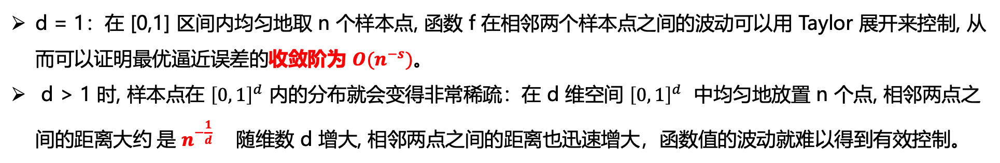 ➢ d = 1：在 [0,1] 区间内均匀地取 n 个样本点, 函数 f 在相邻两个样本点之间的波动可以用 Taylor 展开来控制, 从
而可以证明最优逼近误差的收敛阶为 $O(n^{-s})$。
➢ d > 1 时, 样本点在 $[0,1]^d$ 内的分布就会变得非常稀疏：在 d 维空间 $[0,1]^d$ 中均匀地放置 n 个点, 相邻两点之
间的距离大约 是 $n^{-\frac{1}{d}}$ 随维数 d 增大, 相邻两点之间的距离也迅速增大，函数值的波动就难以得到有效控制。